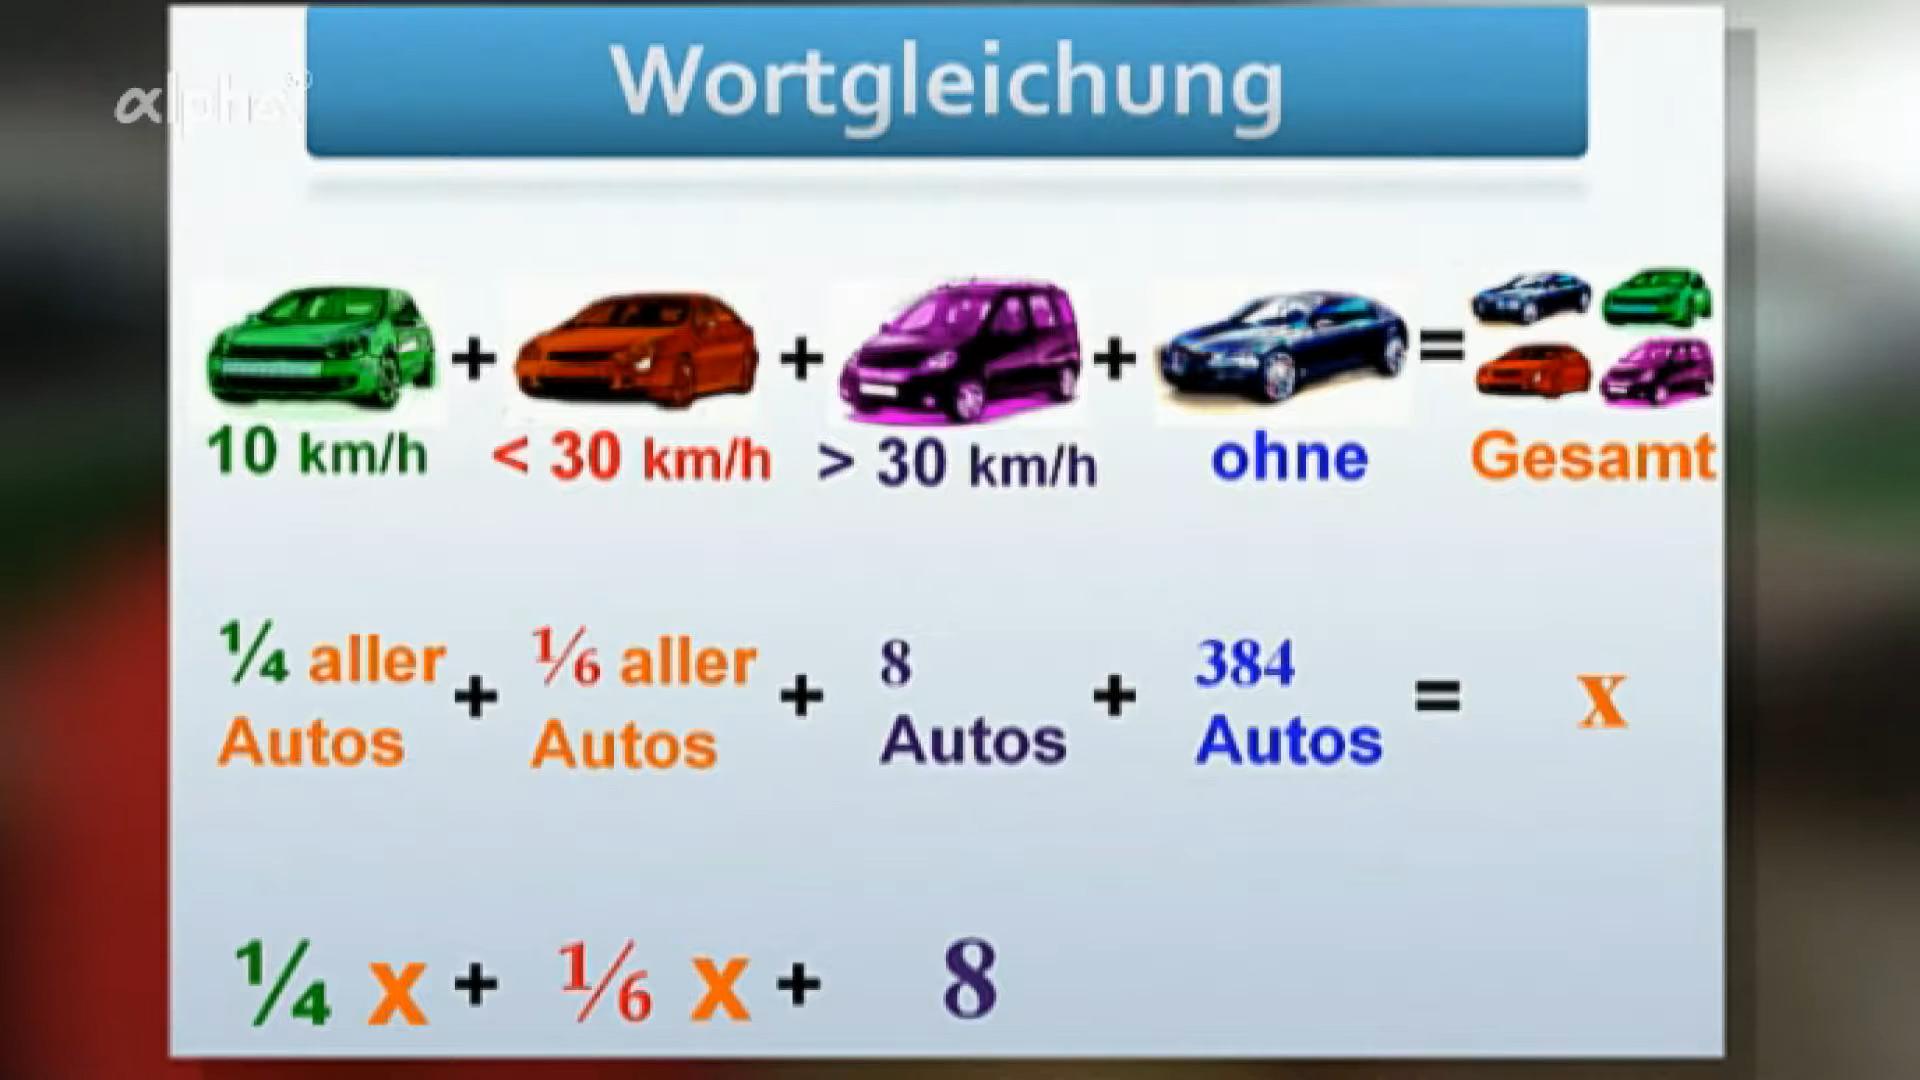 Wortgleichung
alpha
+ + + =
10 km/h < 30 km/h > 30 km/h ohne Gesamt
¼ aller Autos + ⅙ aller Autos + 8 Autos + 384 Autos = x
¼ x + ⅙ x + 8